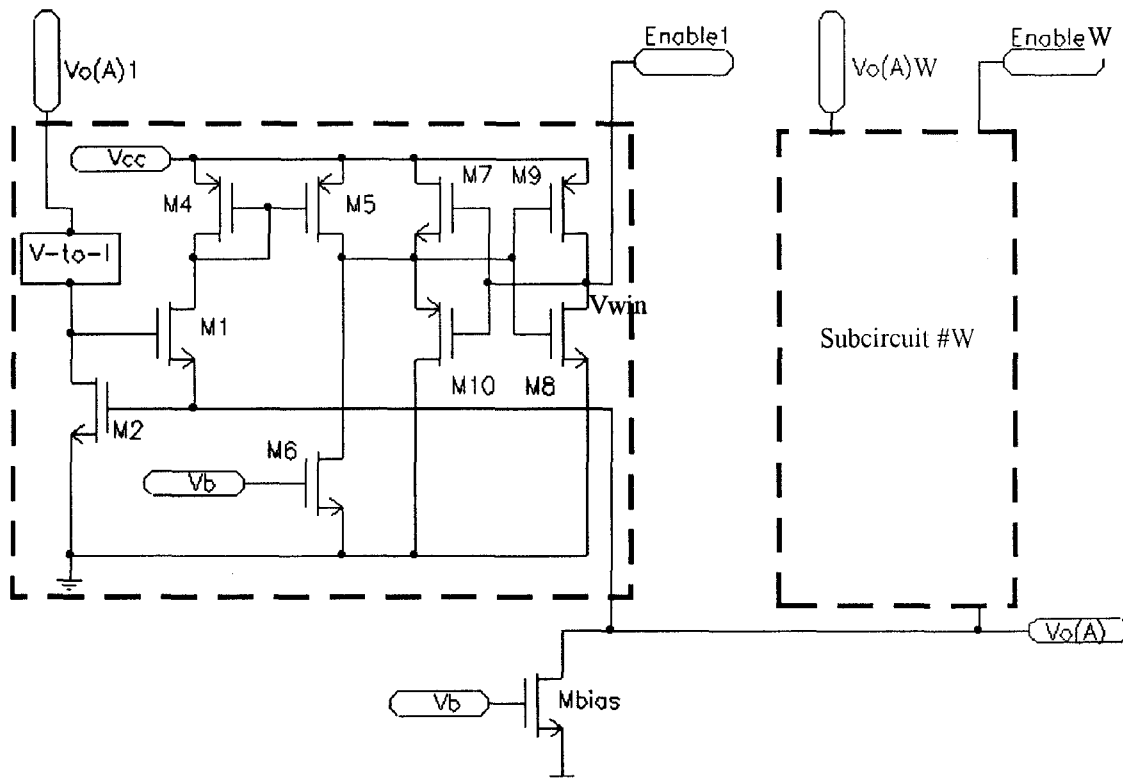 Vo(A)1
Enable1
Vo(A)W
EnableW
Vcc
M4
M5
M7
M9
V-to-I
M1
Vwin
M10
M8
M2
M6
Vb
Subcircuit #W
Vb
Mbias
Vo(A)